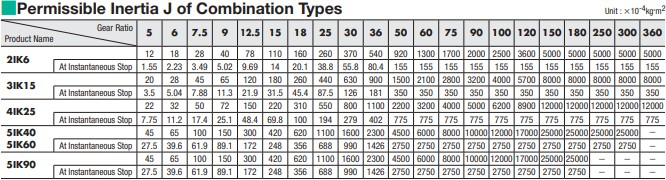 Permissible Inertia J of Combination Types
Unit : ×10⁻⁴kg·m²
Product Name Gear Ratio 5 6 7.5 9 12.5 15 18 25 30 36 50 60 75 90 100 120 150 180 250 300 360
2IK6 12 18 28 40 78 110 160 260 370 540 920 1300 1700 2000 2500 3600 5000 5000 5000 5000 5000
At Instantaneous Stop 1.55 2.23 3.49 5.02 9.69 14 20.1 38.8 55.8 80.4 155 155 155 155 155 155 155 155 155 155 155
3IK15 20 28 45 65 120 180 260 440 630 900 1500 2100 2800 3200 4000 5700 8000 8000 8000 8000 8000
At Instantaneous Stop 3.5 5.04 7.88 11.3 21.9 31.5 45.4 87.5 126 181 350 350 350 350 350 350 350 350 350 350 350
4IK25 22 32 50 72 150 220 310 550 800 1100 2200 3200 4000 5000 6200 8900 12000 12000 12000 12000 12000
At Instantaneous Stop 7.75 11.2 17.4 25.1 48.4 69.8 100 194 279 402 775 775 775 775 775 775 775 775 775 775 775
5IK40 45 65 100 150 300 420 620 1100 1600 2300 4500 6000 8000 10000 12000 17000 25000 25000 25000 25000 –
5IK60 At Instantaneous Stop 27.5 39.6 61.9 89.1 172 248 356 688 990 1426 2750 2750 2750 2750 2750 2750 2750 2750 2750 2750 –
5IK90 45 65 100 150 300 420 620 1100 1600 2300 4500 6000 8000 10000 12000 17000 25000 25000 – – –
At Instantaneous Stop 27.5 39.6 61.9 89.1 172 248 356 688 990 1426 2750 2750 2750 2750 2750 2750 2750 2750 – – –